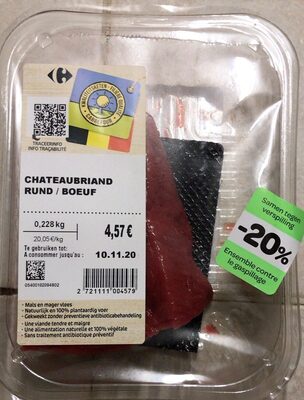 TRACEERINFO
INFO TRAÇABILITÉ
CHATEAUBRIAND
RUND / BOEUF
0,228 kg
20,05€/kg
4,57€
Te gebruiken tot:
A consommer jusqu'au :
10.11.20
2 721111 004579
- Mals en mager vlees
- Natuurlijk en 100% plantaardig voer
- Gekweekt zonder preventieve antibioticabehandeling
- Une viande tendre et maigre
- Une alimentation naturelle et 100% végétale
- Sans traitement antibiotique préventif
Samen tegen
verspilling
-20%
Ensemble contre
le gaspillage